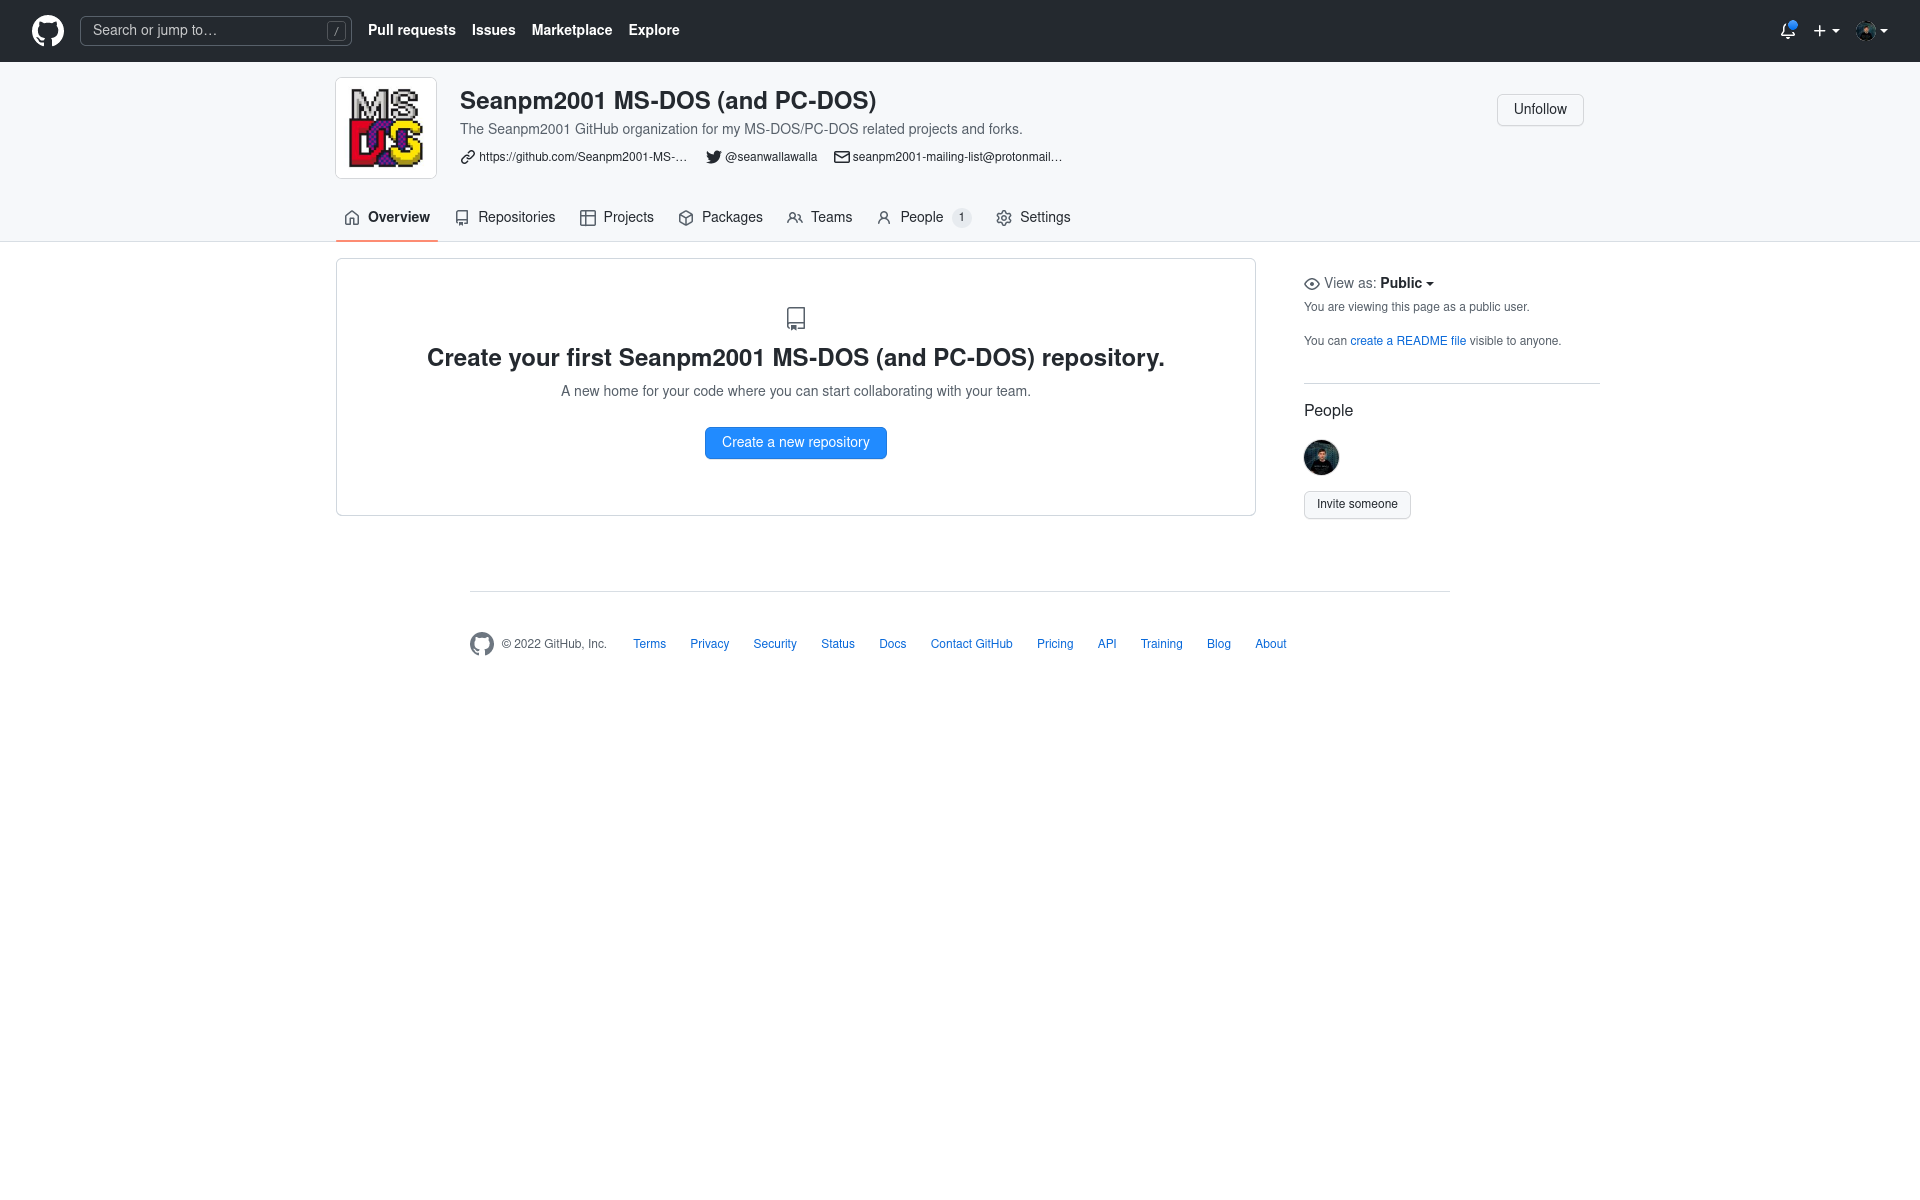 Search or jump to… /
Pull requests Issues Marketplace Explore
MS
DOS
Seanpm2001 MS-DOS (and PC-DOS)
The Seanpm2001 GitHub organization for my MS-DOS/PC-DOS related projects and forks.
https://github.com/Seanpm2001-MS-… @seanwallawalla seanpm2001-mailing-list@protonmail…
Unfollow
Overview Repositories Projects Packages Teams People 1 Settings
Create your first Seanpm2001 MS-DOS (and PC-DOS) repository.
A new home for your code where you can start collaborating with your team.
Create a new repository
View as: Public
You are viewing this page as a public user.
You can create a README file visible to anyone.
People
Invite someone
© 2022 GitHub, Inc. Terms Privacy Security Status Docs Contact GitHub Pricing API Training Blog About